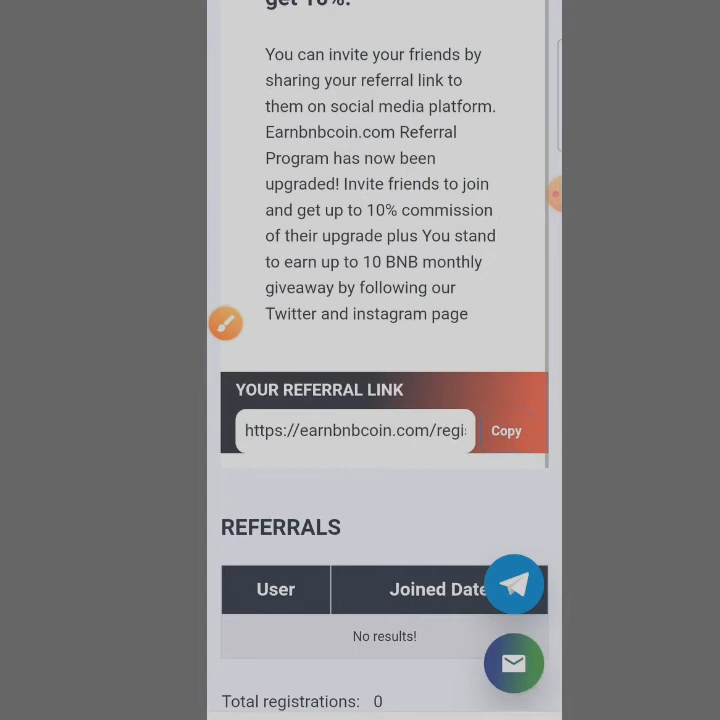 get 10%.
You can invite your friends by
sharing your referral link to
them on social media platform.
Earnbnbcoin.com Referral
Program has now been
upgraded! Invite friends to join
and get up to 10% commission
of their upgrade plus You stand
to earn up to 10 BNB monthly
giveaway by following our
Twitter and instagram page
YOUR REFERRAL LINK
https://earnbnbcoin.com/regi
Copy
REFERRALS
User Joined Date
No results!
Total registrations: 0